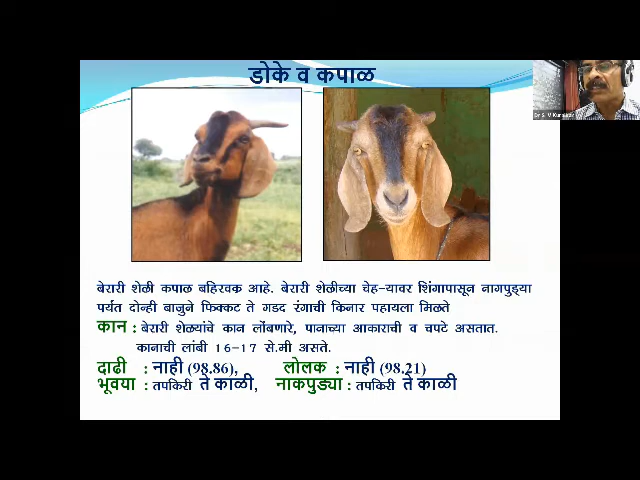 डोके व कपाळ
बेरारी शेळी कपाळ बहिरवक्र आहे. बेरारी शेळीच्या चेह-यावर शिंगापासून नागपुड्या
पर्यंत दोन्ही बाजुने फिक्कट ते गडद रंगाची किनार पहायला मिळते
कान : बेरारी शेळ्यांचे कान लोंबणारे, पानाच्या आकाराची व चपटे असतात.
कानाची लांबी 16-17 से.मी असते.
दाढी : नाही (98.86), लोलक : नाही (98.21)
भूवया : तपकिरी ते काळी, नाकपुड्या : तपकिरी ते काळी
Dr S. V